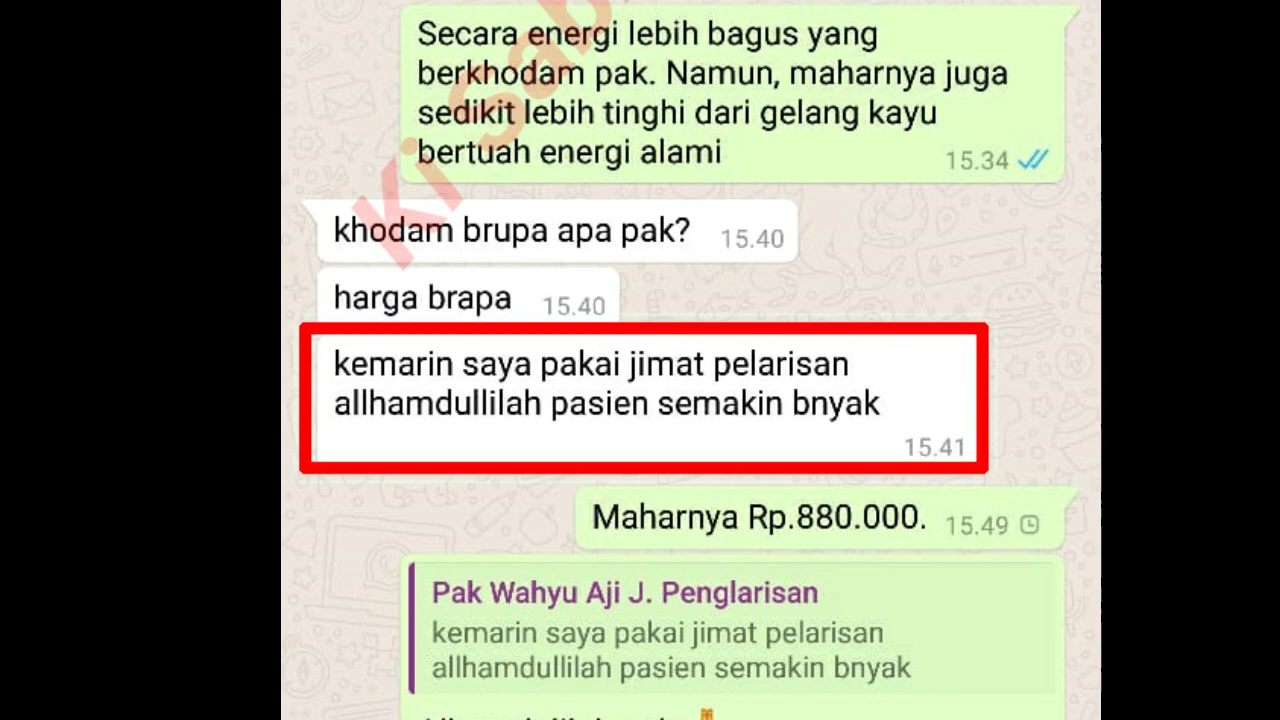 Secara energi lebih bagus yang
berkhodam pak. Namun, maharnya juga
sedikit lebih tinghi dari gelang kayu
bertuah energi alami
15.34
khodam brupa apa pak?
15.40
harga brapa
15.40
kemarin saya pakai jimat pelarisan
allhamdullilah pasien semakin bnyak
15.41
Maharnya Rp.880.000.
15.49
Pak Wahyu Aji J. Penglarisan
kemarin saya pakai jimat pelarisan
allhamdullilah pasien semakin bnyak
Ki